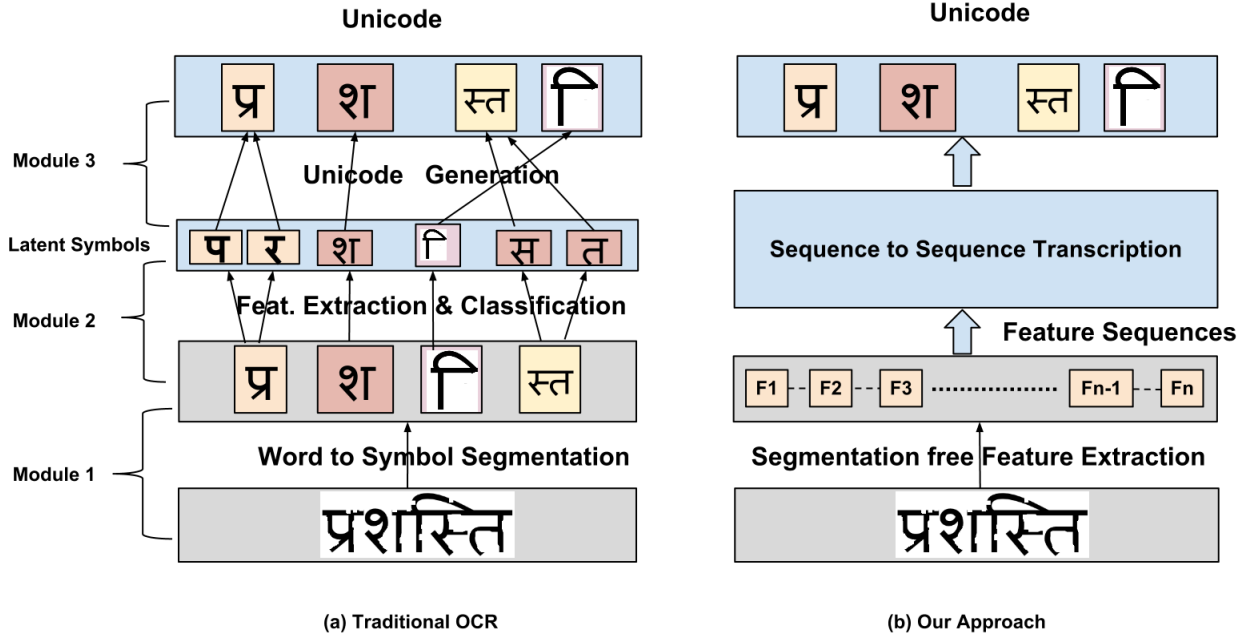 Unicode
प्र श स्त ि
Module 3
Unicode Generation
Latent Symbols
प र श ि स त
Module 2
Feat. Extraction & Classification
प्र श ि स्त
Module 1
Word to Symbol Segmentation
प्रशास्ति
(a) Traditional OCR
Unicode
प्र श स्त ि
Sequence to Sequence Transcription
Feature Sequences
F1 F2 F3 Fn-1 Fn
Segmentation free Feature Extraction
प्रशास्ति
(b) Our Approach